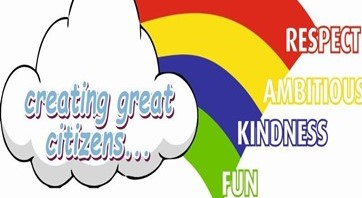 creating great
citizens...
RESPECT
AMBITIOUS
KINDNESS
FUN